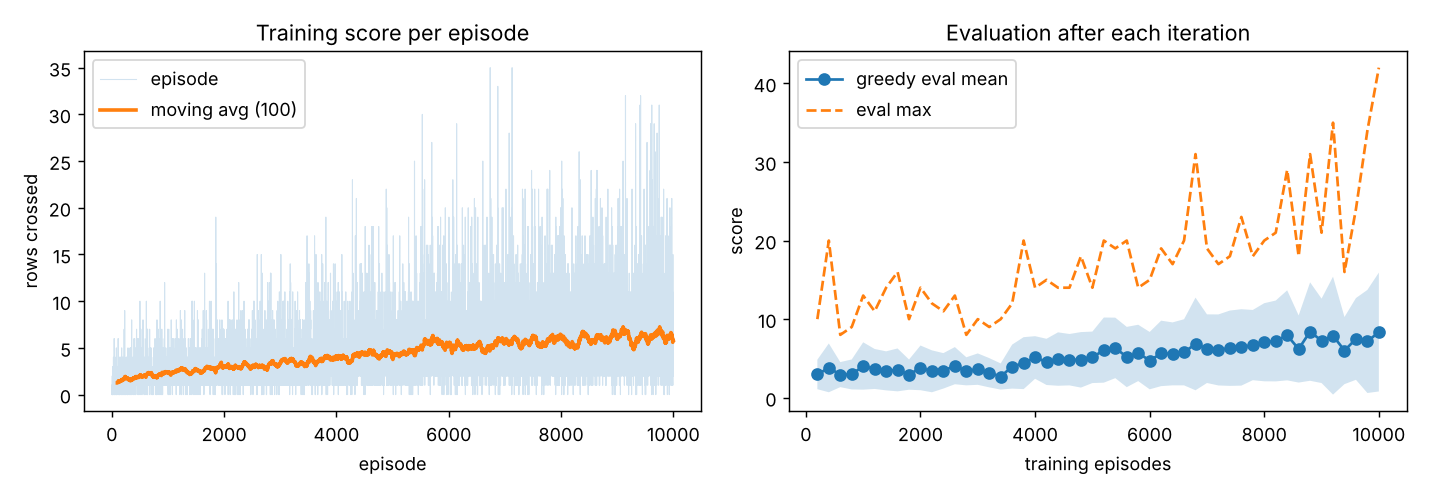 Training score per episode
episode
moving avg (100)
35
30
25
20
15
10
5
0
rows crossed
0
2000
4000
6000
8000
10000
episode
Evaluation after each iteration
greedy eval mean
eval max
40
30
20
10
0
score
0
2000
4000
6000
8000
10000
training episodes